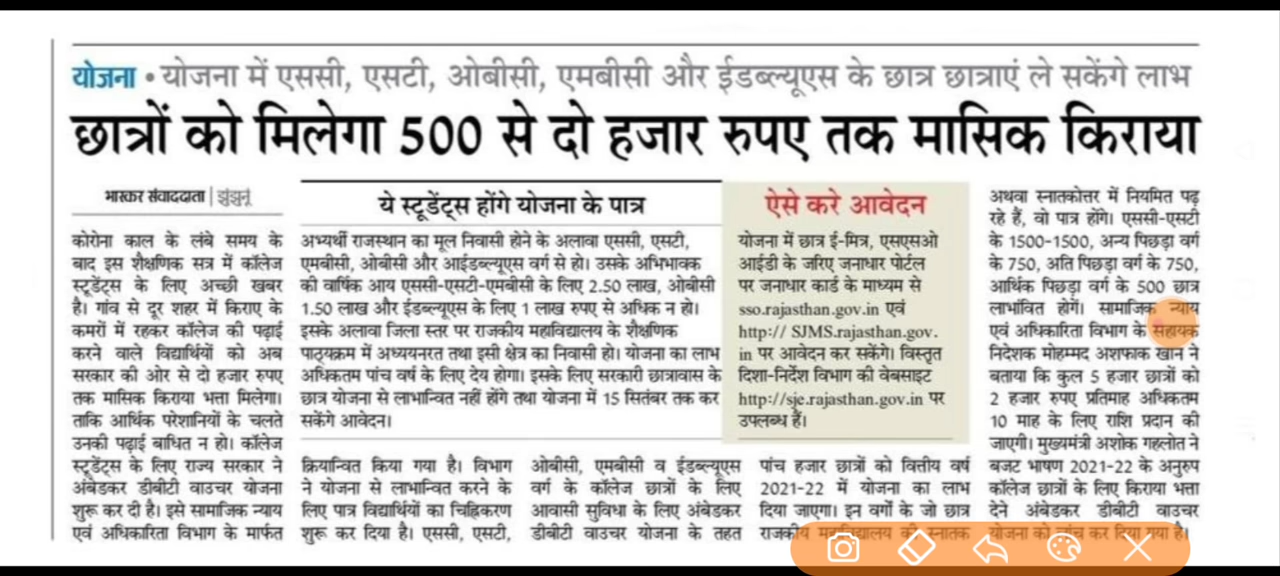 योजना • योजना में एससी, एसटी, ओबीसी, एमबीसी और ईडब्ल्यूएस के छात्र छात्राएं ले सकेंगे लाभ
छात्रों को मिलेगा 500 से दो हजार रुपए तक मासिक किराया
भास्कर संवाददाता | झुंझुनूं
कोरोना काल के लंबे समय के
बाद इस शैक्षणिक सत्र में कॉलेज
स्टूडेंट्स के लिए अच्छी खबर
है। गांव से दूर शहर में किराए के
कमरों में रहकर कॉलेज की पढ़ाई
करने वाले विद्यार्थियों को अब
सरकार की ओर से दो हजार रुपए
तक मासिक किराया भत्ता मिलेगा।
ताकि आर्थिक परेशानियों के चलते
उनकी पढ़ाई बाधित न हो। कॉलेज
स्टूडेंट्स के लिए राज्य सरकार ने
अंबेडकर डीबीटी वाउचर योजना
शुरू कर दी है। इसे सामाजिक न्याय
एवं अधिकारिता विभाग के मार्फत
ये स्टूडेंट्स होंगे योजना के पात्र
अभ्यर्थी राजस्थान का मूल निवासी होने के अलावा एससी, एसटी,
एमबीसी, ओबीसी और आईडब्ल्यूएस वर्ग से हो। उसके अभिभावक
की वार्षिक आय एससी-एसटी-एमबीसी के लिए 2.50 लाख, ओबीसी
1.50 लाख और ईडब्ल्यूएस के लिए 1 लाख रुपए से अधिक न हो।
इसके अलावा जिला स्तर पर राजकीय महाविद्यालय के शैक्षणिक
पाठ्यक्रम में अध्ययनरत तथा इसी क्षेत्र का निवासी हो। योजना का लाभ
अधिकतम पांच वर्ष के लिए देय होगा। इसके लिए सरकारी छात्रावास के
छात्र योजना से लाभान्वित नहीं होंगे तथा योजना में 15 सितंबर तक कर
सकेंगे आवेदन।
ऐसे करे आवेदन
योजना में छात्र ई-मित्र, एसएसओ
आईडी के जरिए जनाधार पोर्टल
पर जनाधार कार्ड के माध्यम से
sso.rajasthan.gov.in एवं
http:// SJMS.rajasthan.gov.
in पर आवेदन कर सकेंगे। विस्तृत
दिशा-निर्देश विभाग की वेबसाइट
http://sje.rajasthan.gov.in पर
उपलब्ध हैं।
क्रियान्वित किया गया है। विभाग
ने योजना से लाभान्वित करने के
लिए पात्र विद्यार्थियों का चिह्निकरण
शुरू कर दिया है। एससी, एसटी,
ओबीसी, एमबीसी व ईडब्ल्यूएस
वर्ग के कॉलेज छात्रों के लिए
आवासी सुविधा के लिए अंबेडकर
डीबीटी वाउचर योजना के तहत
पांच हजार छात्रों को वित्तीय वर्ष
2021-22 में योजना का लाभ
दिया जाएगा। इन वर्गों के जो छात्र
राजकीय महाविद्यालय की स्नातक
अथवा स्नातकोत्तर में नियमित पढ़
रहे हैं, वो पात्र होंगे। एससी-एसटी
के 1500-1500, अन्य पिछड़ा वर्ग
के 750, अति पिछड़ा वर्ग के 750,
आर्थिक पिछड़ा वर्ग के 500 छात्र
लाभांवित होगें। सामाजिक न्याय
एवं अधिकारिता विभाग के सहायक
निदेशक मोहम्मद अशफाक खान ने
बताया कि कुल 5 हजार छात्रों को
2 हजार रुपए प्रतिमाह अधिकतम
10 माह के लिए राशि प्रदान की
जाएगी। मुख्यमंत्री अशोक गहलोत ने
बजट भाषण 2021-22 के अनुरुप
कॉलेज छात्रों के लिए किराया भत्ता
देने अंबेडकर डीबीटी वाउचर
योजना को लांच कर दिया गया है।